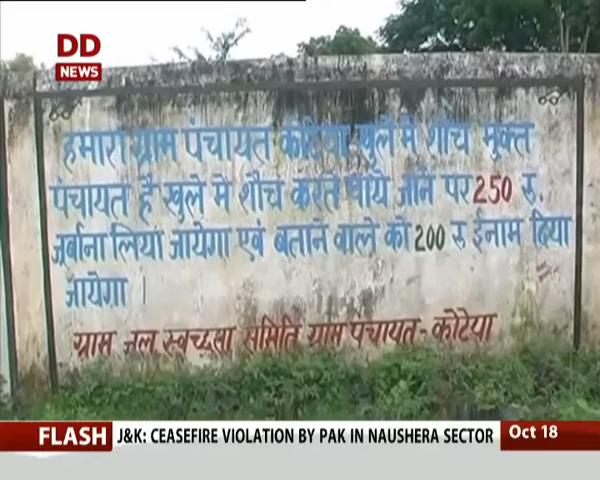 DD
NEWS
हमारा ग्राम पंचायत कोटेया खुले में शौच मुक्त
पंचायत है खुले में शौच करते पाये जाने पर 250 रु.
जुर्बाना लिया जायेगा एवं बताने वाले को 200 रु ईनाम दिया
जायेगा |
ग्राम जल स्वच्छता समिति ग्राम पंचायत - कोटेया
FLASH J&K: CEASEFIRE VIOLATION BY PAK IN NAUSHERA SECTOR Oct 18